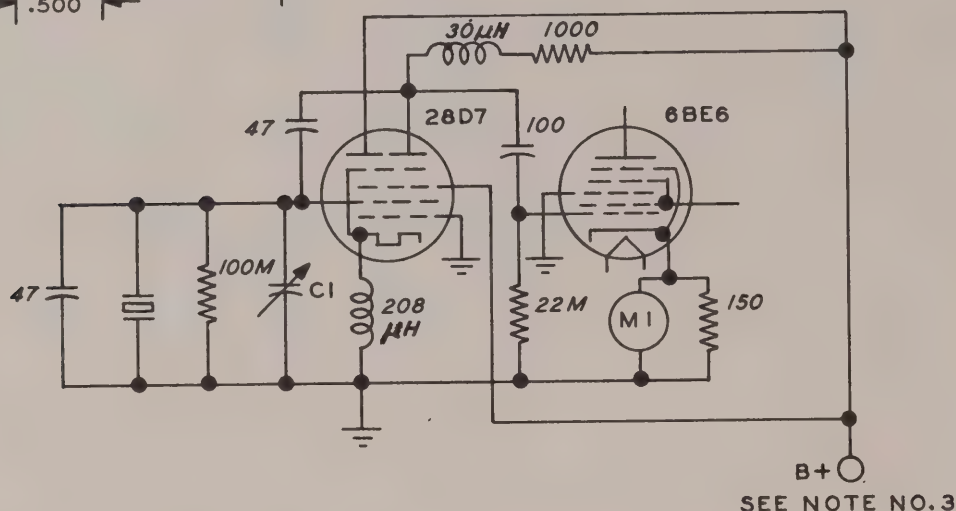 .500
30μH 1000
47
28D7
100
6BE6
47
100M
C1
208
μH
22M
M1
150
B+
SEE NOTE NO. 3